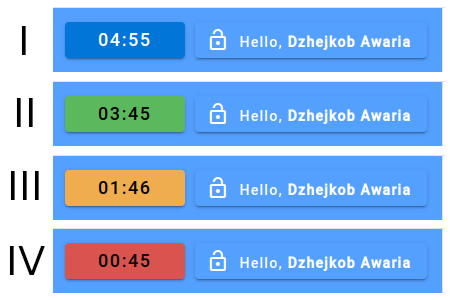 I 04:55 Hello, Dzhejkob Awaria
II 03:45 Hello, Dzhejkob Awaria
III 01:46 Hello, Dzhejkob Awaria
IV 00:45 Hello, Dzhejkob Awaria